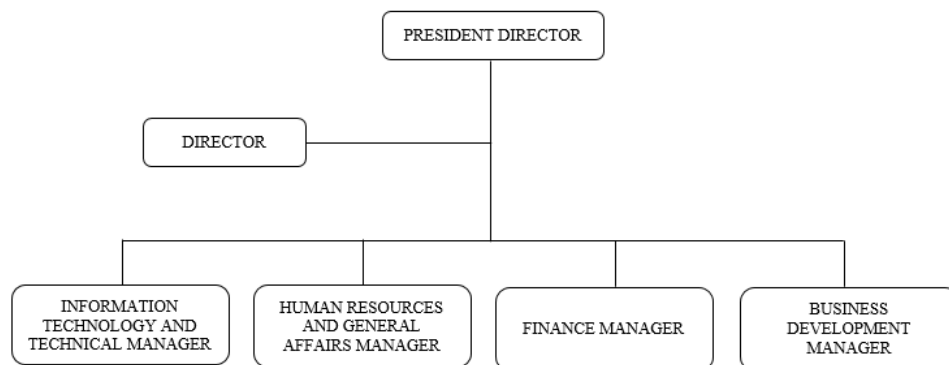 PRESIDENT DIRECTOR
DIRECTOR
INFORMATION
TECHNOLOGY AND
TECHNICAL MANAGER
HUMAN RESOURCES
AND GENERAL
AFFAIRS MANAGER
FINANCE MANAGER
BUSINESS
DEVELOPMENT
MANAGER